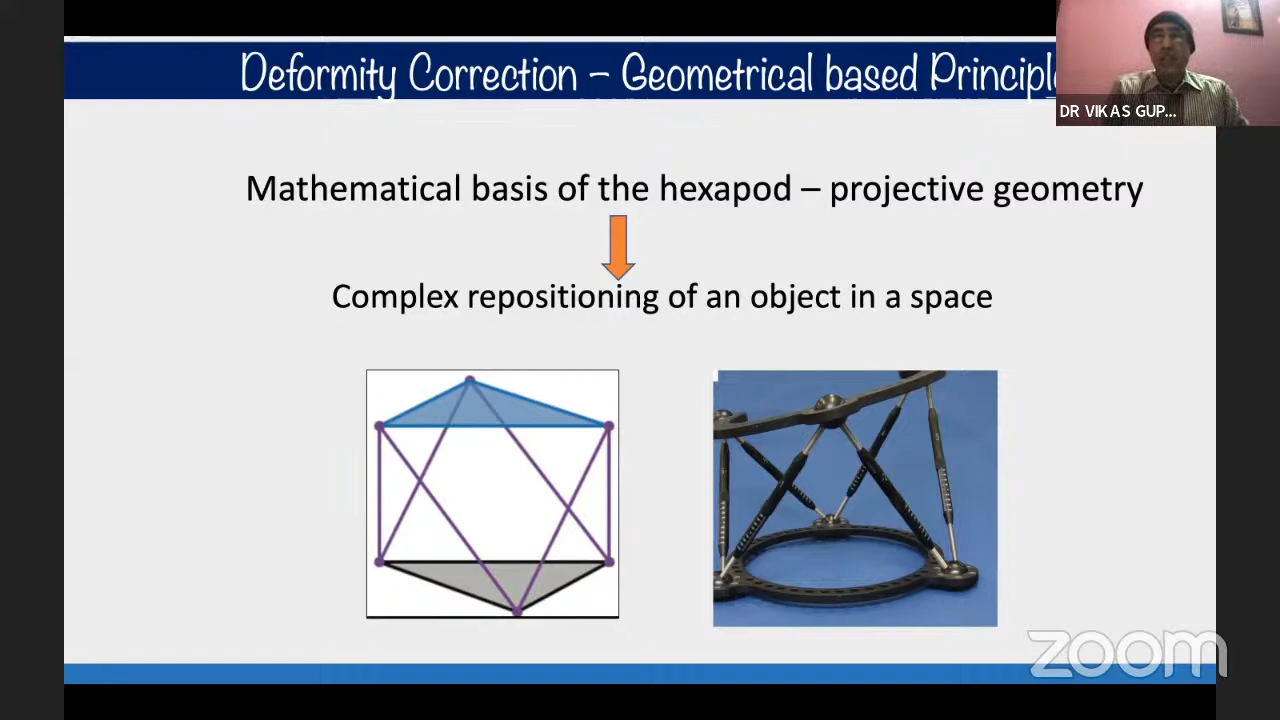 Deformity Correction – Geometrical based
DR VIKAS GUP...
Mathematical basis of the hexapod – projective geometry
Complex repositioning of an object in a space
zoom